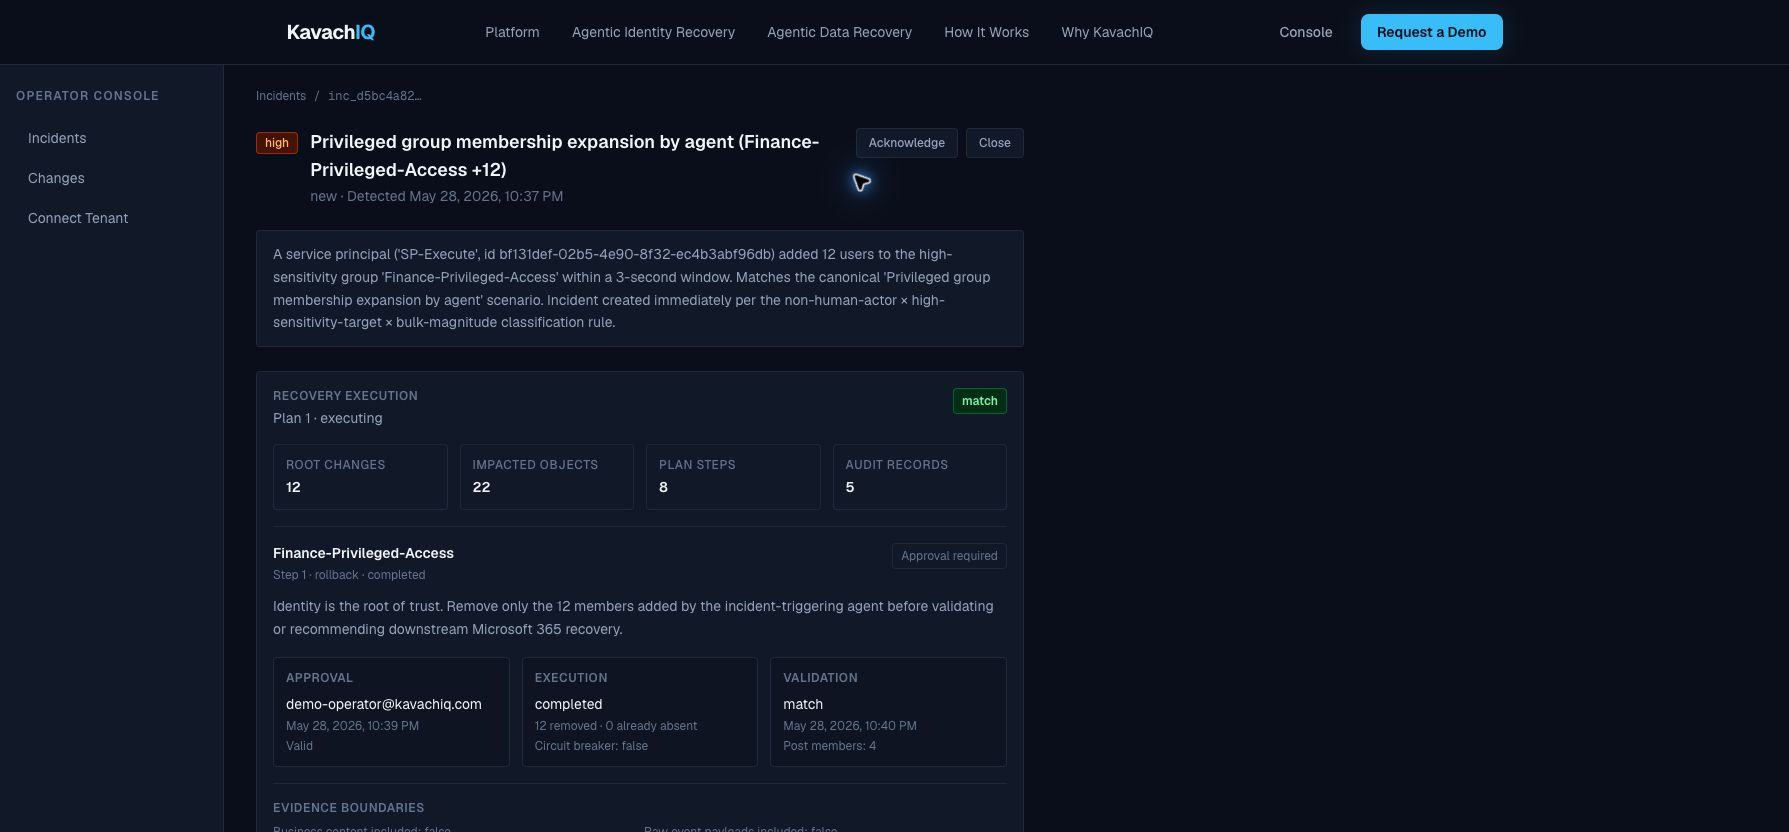 KavachIQ
Platform
Agentic Identity Recovery
Agentic Data Recovery
How It Works
Why KavachIQ
Console
Request a Demo
OPERATOR CONSOLE
Incidents
Changes
Connect Tenant
Incidents / inc_d5bc4a82…
high
Privileged group membership expansion by agent (Finance-
Privileged-Access +12)
new · Detected May 28, 2026, 10:37 PM
Acknowledge
Close
A service principal ('SP-Execute', id bf131def-02b5-4e90-8f32-ec4b3abf96db) added 12 users to the high-
sensitivity group 'Finance-Privileged-Access' within a 3-second window. Matches the canonical 'Privileged group
membership expansion by agent' scenario. Incident created immediately per the non-human-actor × high-
sensitivity-target × bulk-magnitude classification rule.
RECOVERY EXECUTION
Plan 1 · executing
match
ROOT CHANGES
12
IMPACTED OBJECTS
22
PLAN STEPS
8
AUDIT RECORDS
5
Finance-Privileged-Access
Step 1 · rollback · completed
Approval required
Identity is the root of trust. Remove only the 12 members added by the incident-triggering agent before validating
or recommending downstream Microsoft 365 recovery.
APPROVAL
demo-operator@kavachiq.com
May 28, 2026, 10:39 PM
Valid
EXECUTION
completed
12 removed · 0 already absent
Circuit breaker: false
VALIDATION
match
May 28, 2026, 10:40 PM
Post members: 4
EVIDENCE BOUNDARIES
Business content included: false
Raw event payloads included: false